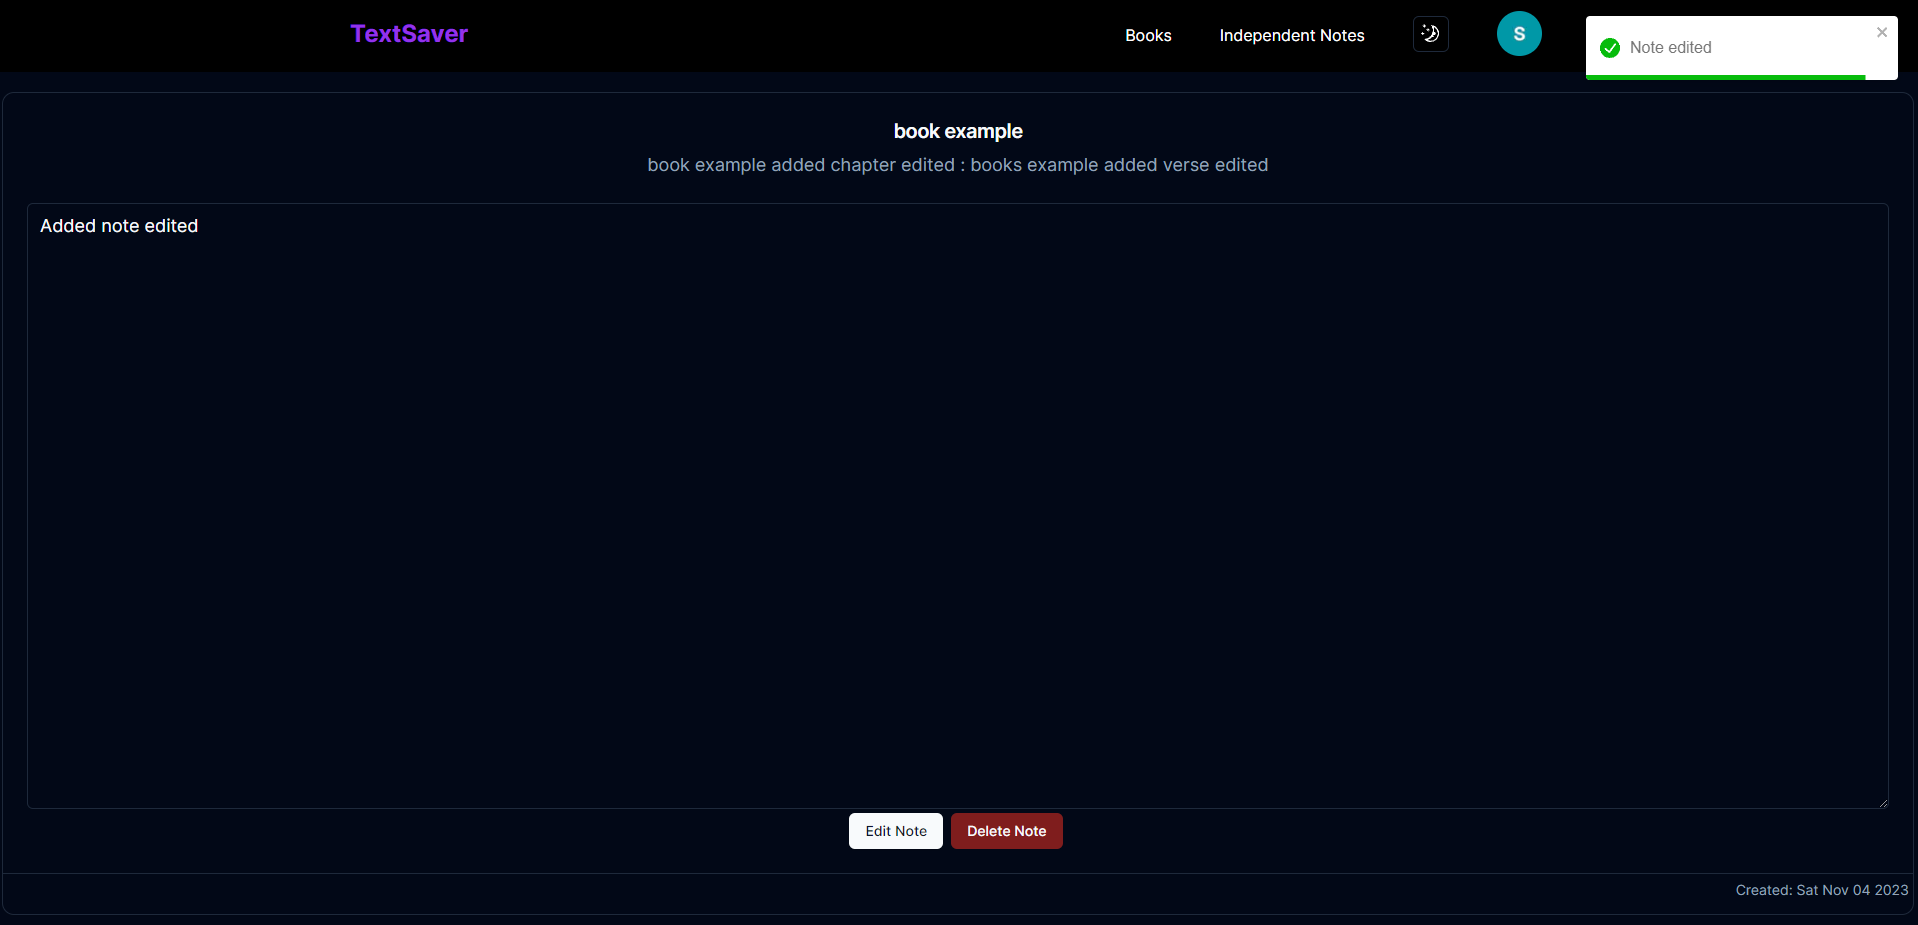 TextSaver
Books
Independent Notes
S
Note edited
book example
book example added chapter edited : books example added verse edited
Added note edited
Edit Note
Delete Note
Created: Sat Nov 04 2023